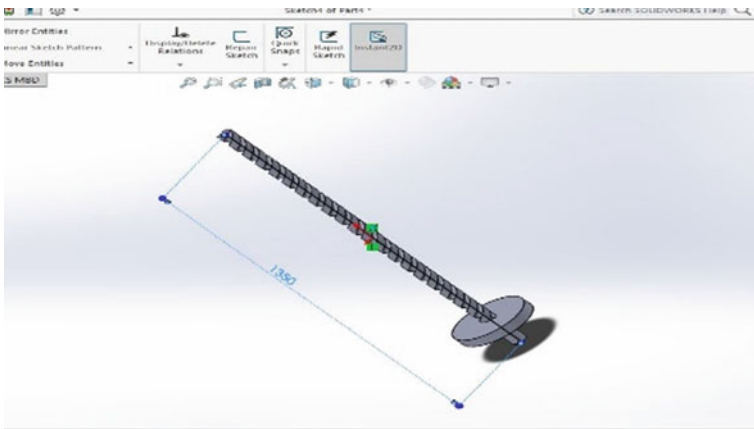 Sketch4 of Part4 *
Search SOLIDWORKS Help
Mirror Entities
Linear Sketch Pattern
Move Entities
Display/Delete
Relations
Repair
Sketch
Quick
Snaps
Rapid
Sketch
Instant2D
S MBD
1350